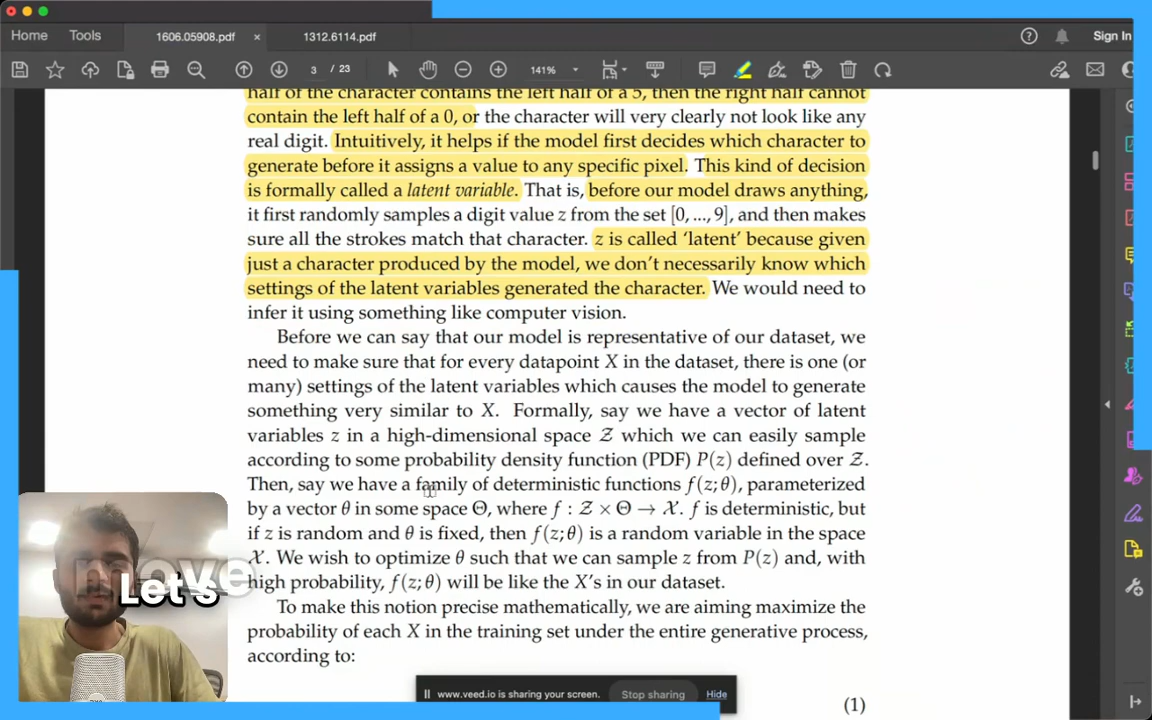 Home
Tools
1606.05908.pdf
×
1312.6114.pdf
Sign In
3 / 23
141%
half of the character contains the left half of a 5, then the right half cannot
contain the left half of a 0, or the character will very clearly not look like any
real digit. Intuitively, it helps if the model first decides which character to
generate before it assigns a value to any specific pixel. This kind of decision
is formally called a latent variable. That is, before our model draws anything,
it first randomly samples a digit value z from the set [0, ..., 9], and then makes
sure all the strokes match that character. z is called ‘latent’ because given
just a character produced by the model, we don’t necessarily know which
settings of the latent variables generated the character. We would need to
infer it using something like computer vision.
Before we can say that our model is representative of our dataset, we
need to make sure that for every datapoint X in the dataset, there is one (or
many) settings of the latent variables which causes the model to generate
something very similar to X. Formally, say we have a vector of latent
variables z in a high-dimensional space 𝒵 which we can easily sample
according to some probability density function (PDF) P(z) defined over 𝒵.
Then, say we have a family of deterministic functions f(z; θ), parameterized
by a vector θ in some space Θ, where f : 𝒵 × Θ → 𝒳. f is deterministic, but
if z is random and θ is fixed, then f(z; θ) is a random variable in the space
𝒳. We wish to optimize θ such that we can sample z from P(z) and, with
high probability, f(z; θ) will be like the X’s in our dataset.
To make this notion precise mathematically, we are aiming maximize the
probability of each X in the training set under the entire generative process,
according to:
(1)
Let's
move
www.veed.io is sharing your screen.
Stop sharing
Hide